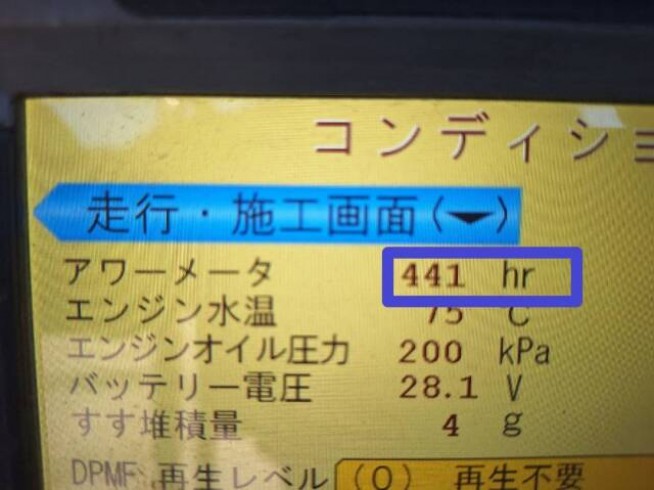 コンディショ
走行・施工画面(▼)
アワーメータ 441 hr
エンジン水温 75 ℃
エンジンオイル圧力 200 kPa
バッテリー電圧 28.1 V
すす堆積量 4 g
DPMF 再生レベル (0) 再生不要